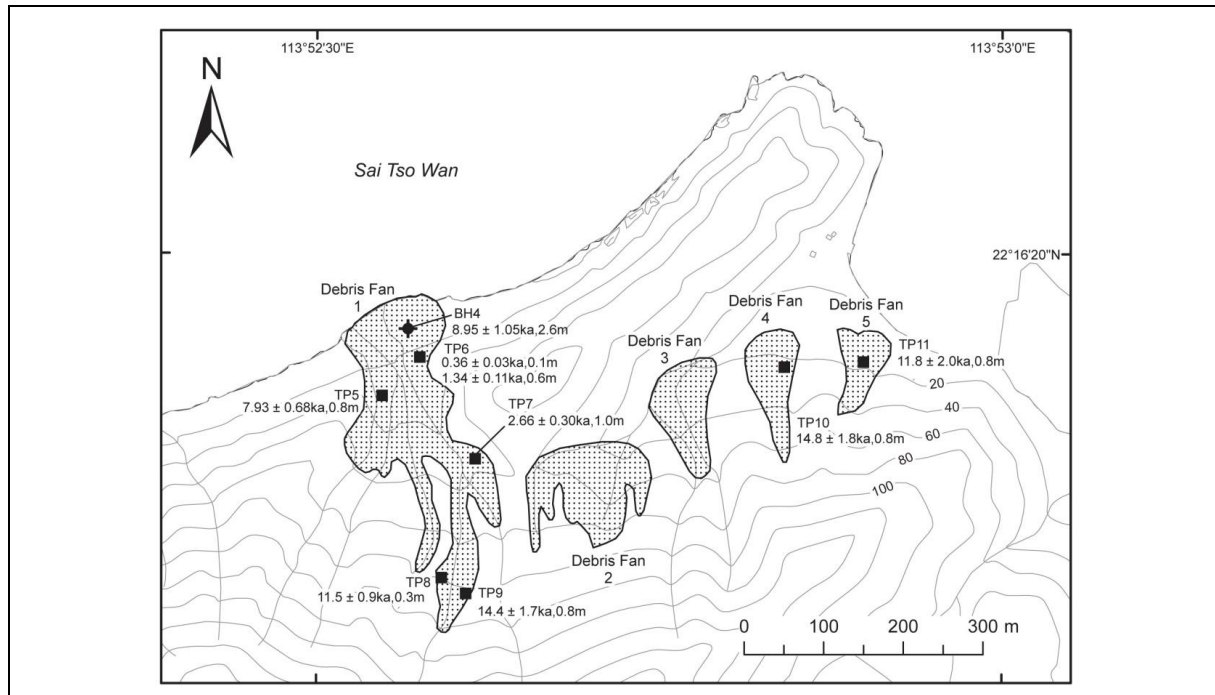 113°52'30"E
113°53'0"E
N
Sai Tso Wan
22°16'20"N
Debris Fan
1
BH4
8.95 ± 1.05ka,2.6m
TP6
0.36 ± 0.03ka,0.1m
1.34 ± 0.11ka,0.6m
TP5
7.93 ± 0.68ka,0.8m
TP7
2.66 ± 0.30ka,1.0m
Debris Fan
3
Debris Fan
4
Debris Fan
5
TP11
11.8 ± 2.0ka,0.8m
20
40
TP10
14.8 ± 1.8ka,0.8m
60
80
100
Debris Fan
2
TP8
11.5 ± 0.9ka,0.3m
TP9
14.4 ± 1.7ka,0.8m
0 100 200 300 m